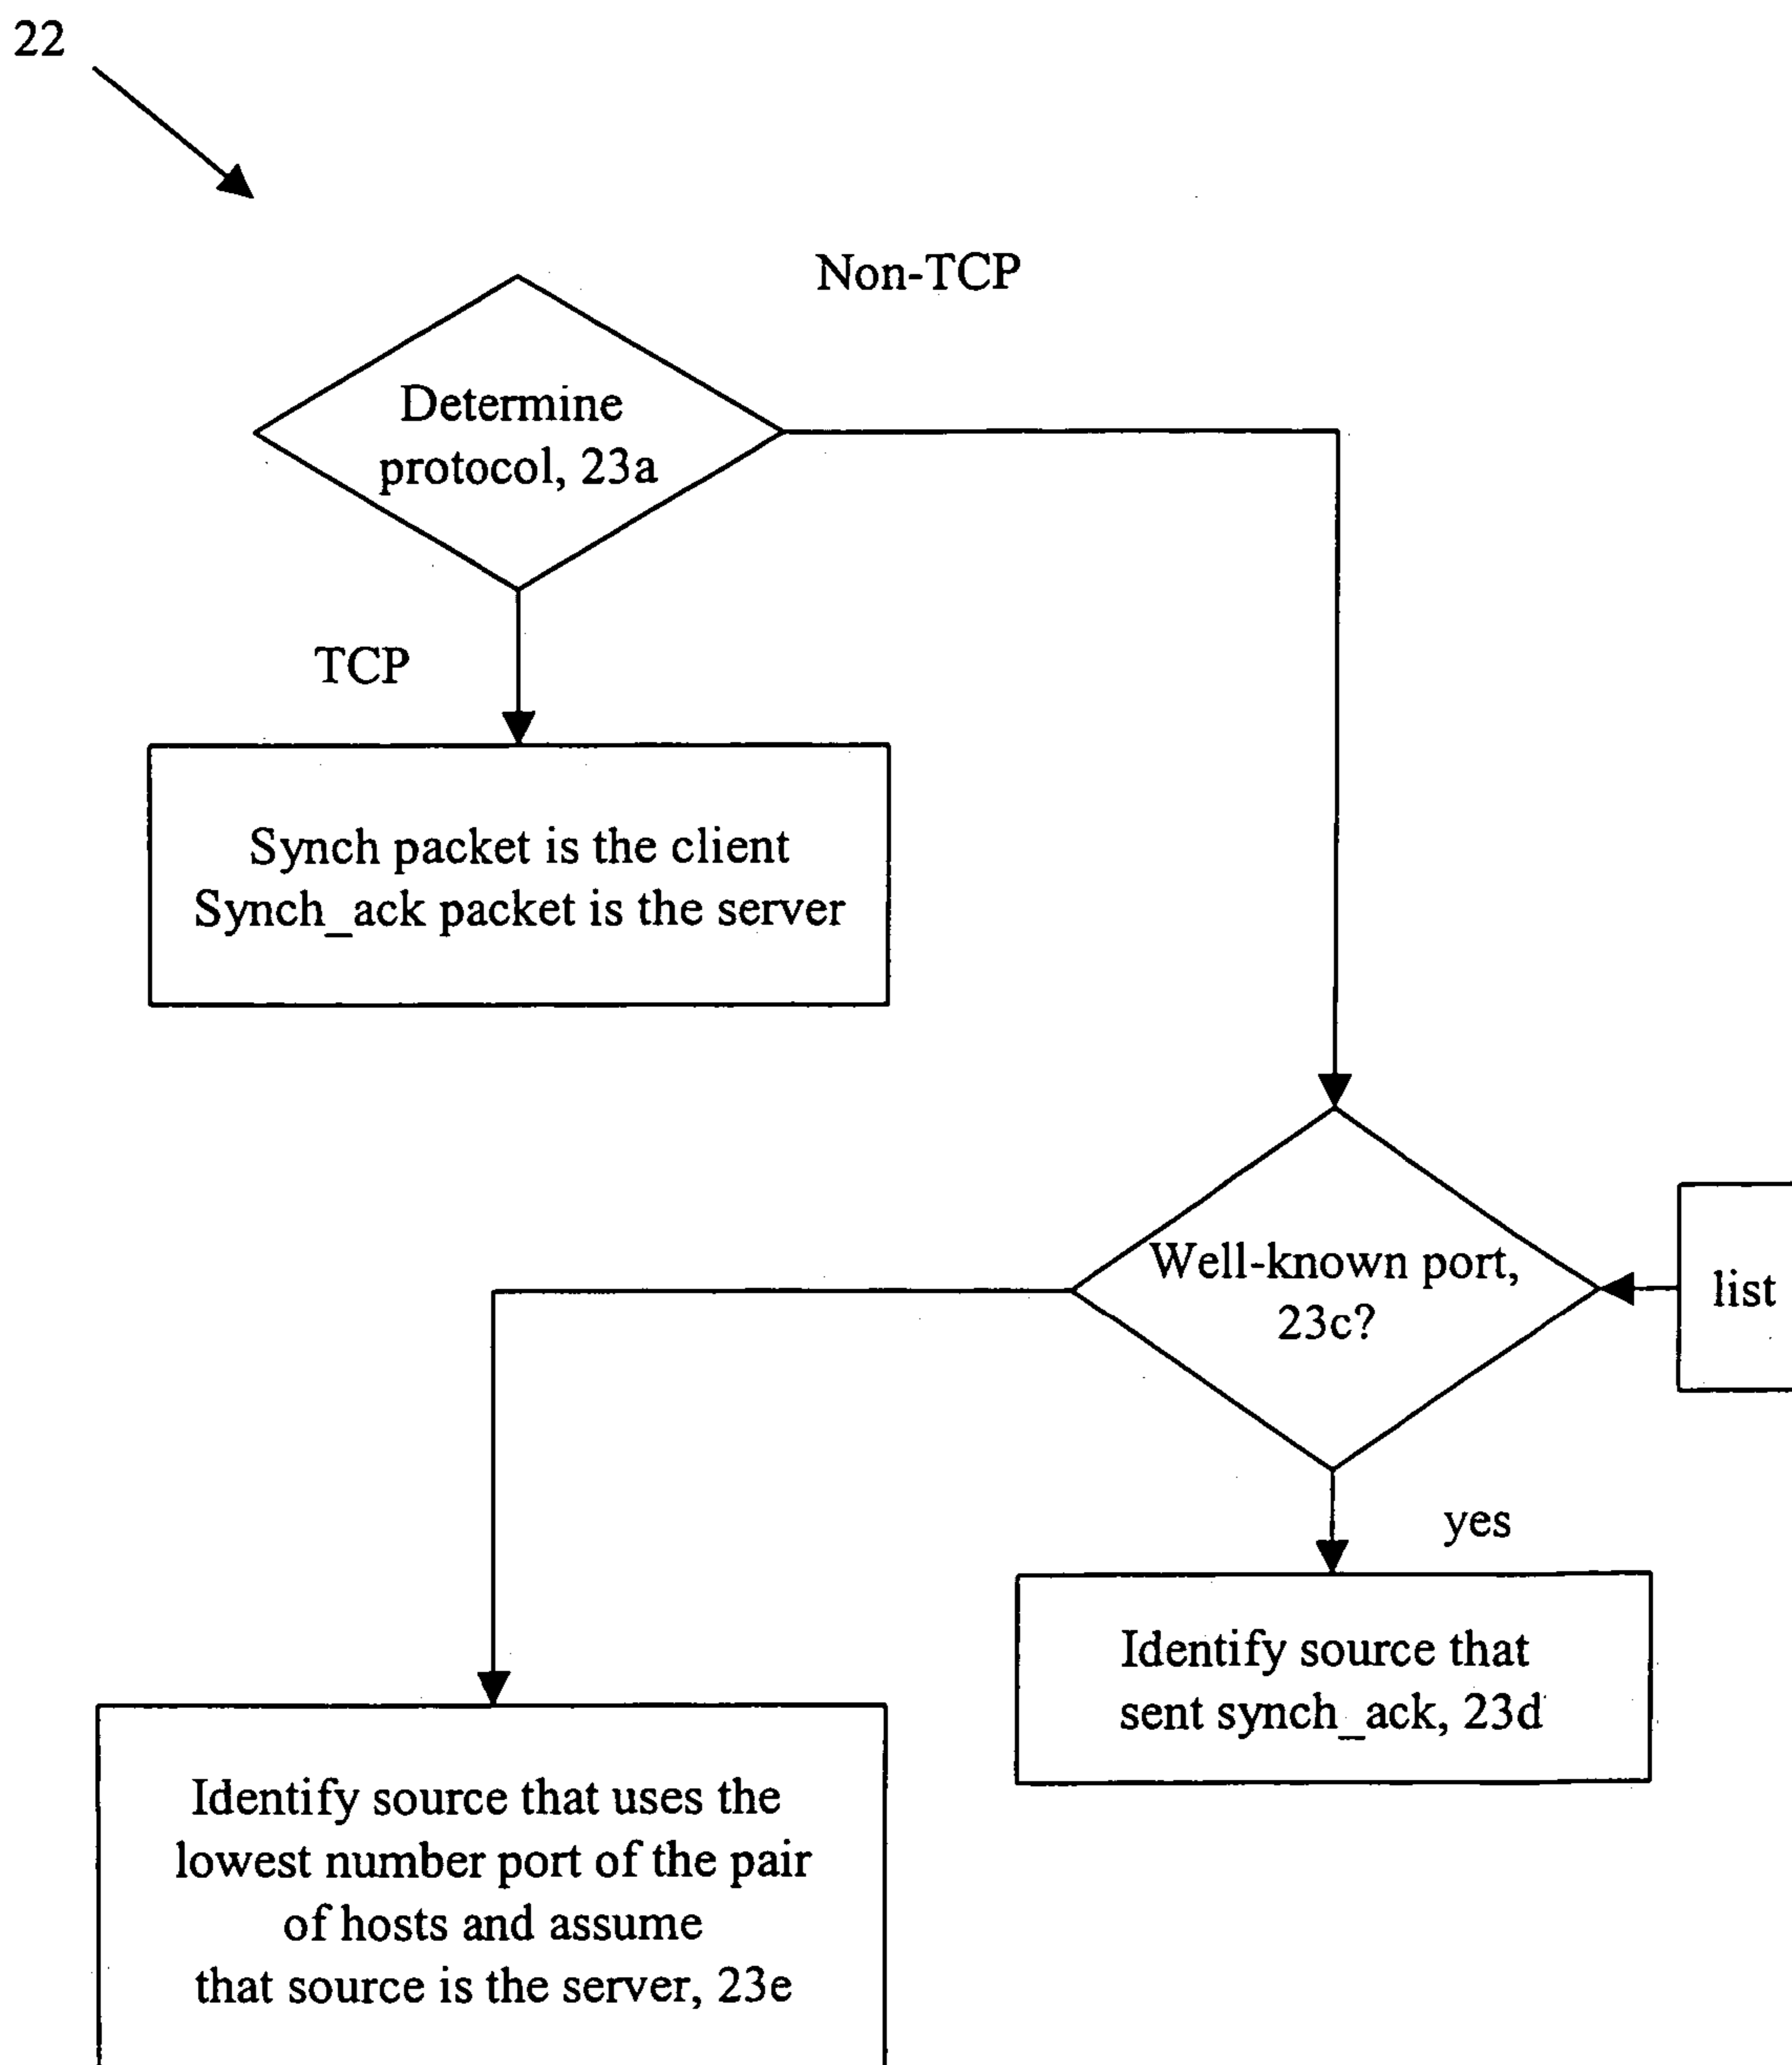 22
Non-TCP
Determine
protocol, 23a
TCP
Synch packet is the client
Synch_ack packet is the server
Well-known port,
23c?
list
yes
Identify source that
sent synch_ack, 23d
Identify source that uses the
lowest number port of the pair
of hosts and assume
that source is the server, 23e